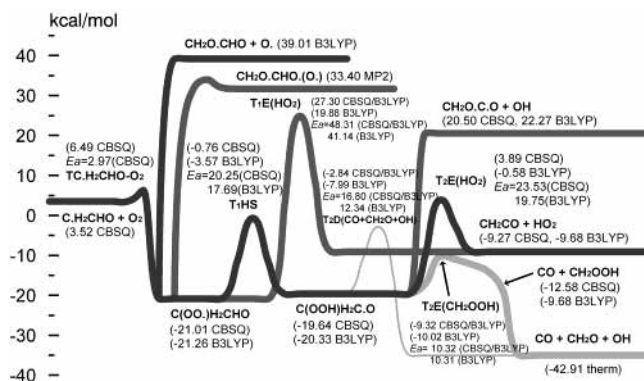 kcal/mol
40
30
20
10
0
-10
-20
-30
-40
CH2O.CHO + O. (39.01 B3LYP)
CH2O.CHO.(O.) (33.40 MP2)
T1E(HO2)
(27.30 CBSQ/B3LYP)
(19.88 B3LYP)
Ea=48.31 (CBSQ/B3LYP)
41.14 (B3LYP)
CH2O.C.O + OH
(20.50 CBSQ, 22.27 B3LYP)
(6.49 CBSQ)
Ea=2.97(CBSQ)
TC.H2CHO-O2
C.H2CHO + O2
(3.52 CBSQ)
(-0.76 CBSQ)
(-3.57 B3LYP)
Ea=20.25(CBSQ)
17.69(B3LYP)
T1HS
(-2.84 CBSQ/B3LYP)
(-7.99 B3LYP)
Ea=16.80 (CBSQ/B3LYP)
12.34 (B3LYP)
T2D(CO+CH2O+OH)
(3.89 CBSQ)
(-0.58 B3LYP)
Ea=23.53(CBSQ)
19.75(B3LYP)
T2E(HO2)
CH2CO + HO2
(-9.27 CBSQ, -9.68 B3LYP)
CO + CH2OOH
(-12.58 CBSQ)
(-9.68 B3LYP)
C(OO.)H2CHO
(-21.01 CBSQ)
(-21.26 B3LYP)
C(OOH)H2C.O
(-19.64 CBSQ)
(-20.33 B3LYP)
T2E(CH2OOH)
(-9.32 CBSQ/B3LYP)
(-10.02 B3LYP)
Ea= 10.32 (CBSQ/B3LYP)
10.31 (B3LYP)
CO + CH2O + OH
(-42.91 therm)